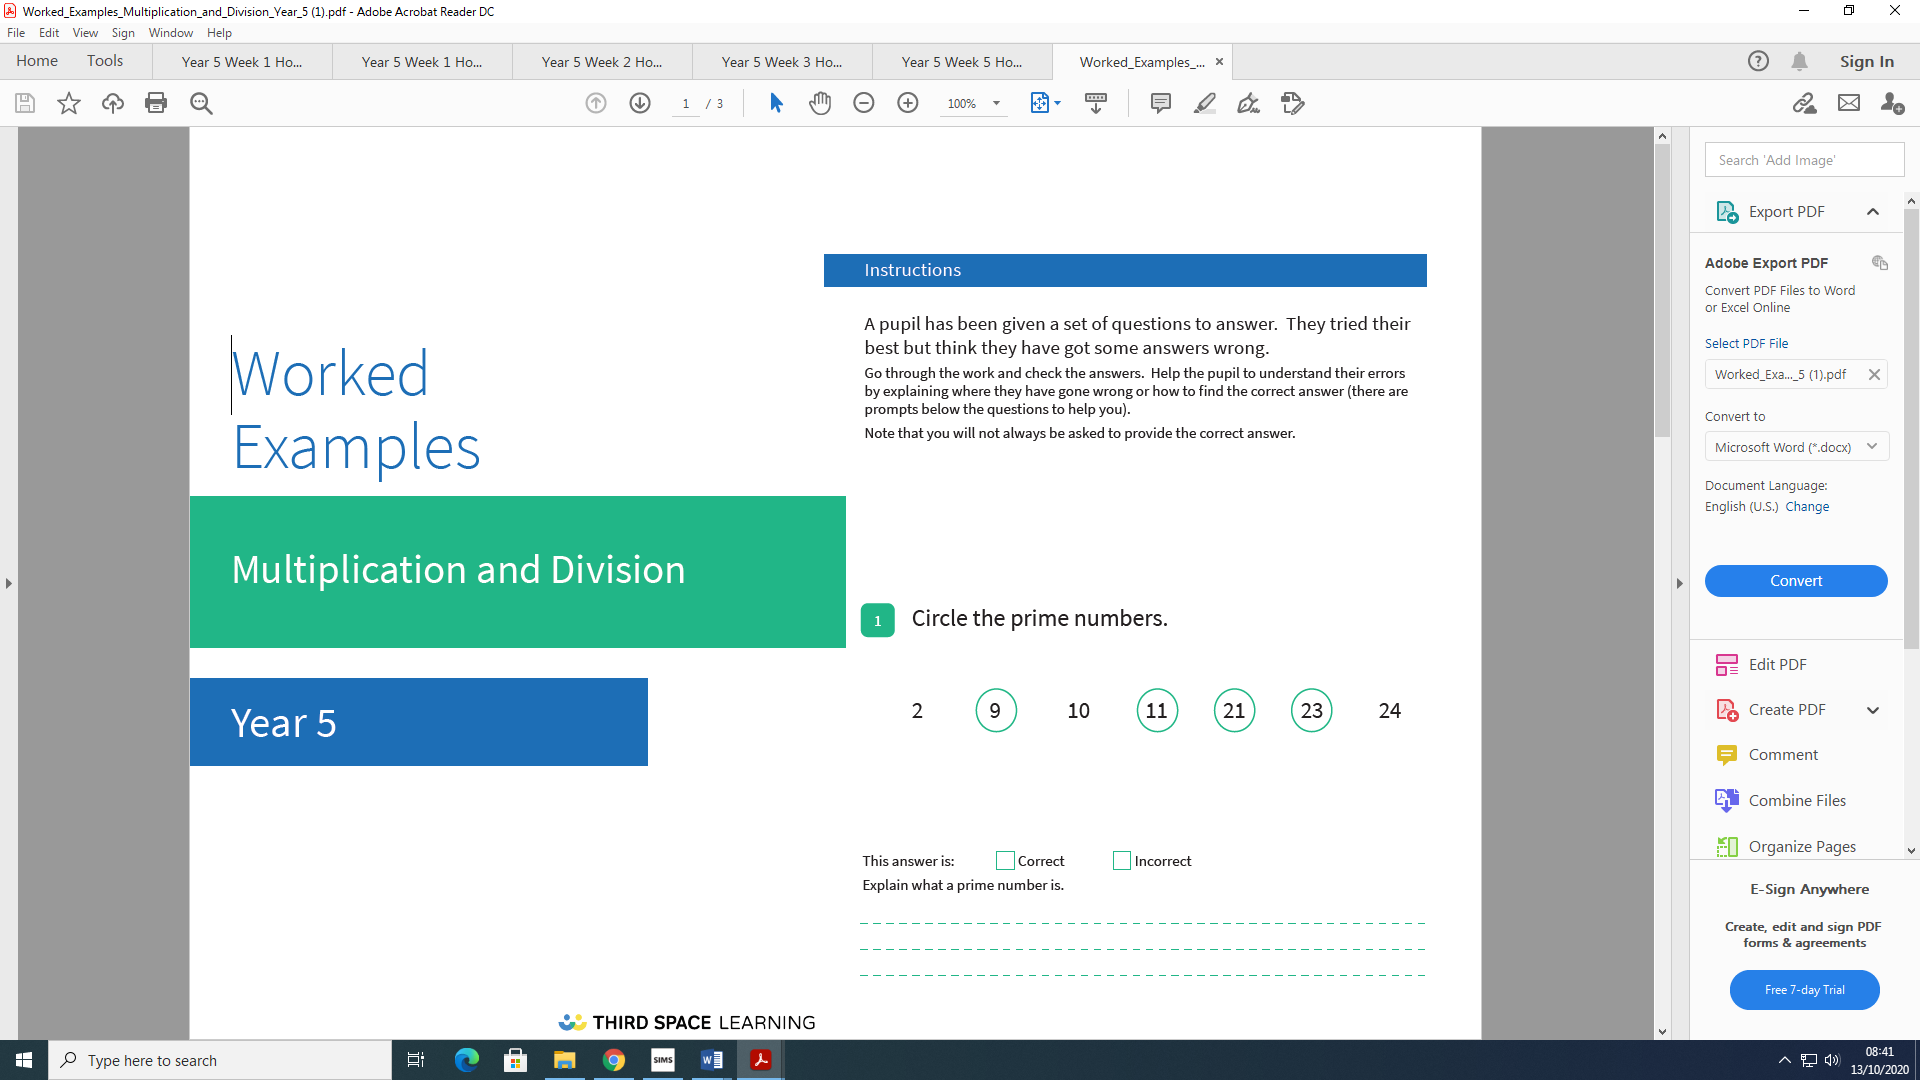 Worked_Examples_Multiplication_and_Division_Year_5 (1).pdf - Adobe Acrobat Reader DC
File Edit View Sign Window Help
Home Tools Year 5 Week 1 Ho... Year 5 Week 1 Ho... Year 5 Week 2 Ho... Year 5 Week 3 Ho... Year 5 Week 5 Ho... Worked_Examples_... × Sign In
1 / 3 100%
Worked
Examples
Multiplication and Division
Year 5
THIRD SPACE LEARNING
Instructions
A pupil has been given a set of questions to answer. They tried their
best but think they have got some answers wrong.
Go through the work and check the answers. Help the pupil to understand their errors
by explaining where they have gone wrong or how to find the correct answer (there are
prompts below the questions to help you).
Note that you will not always be asked to provide the correct answer.
1 Circle the prime numbers.
2 9 10 11 21 23 24
This answer is: Correct Incorrect
Explain what a prime number is.
Search 'Add Image'
Export PDF
Adobe Export PDF
Convert PDF Files to Word
or Excel Online
Select PDF File
Worked_Exa..._5 (1).pdf
Convert to
Microsoft Word (*.docx)
Document Language:
English (U.S.) Change
Convert
Edit PDF
Create PDF
Comment
Combine Files
Organize Pages
E-Sign Anywhere
Create, edit and sign PDF
forms & agreements
Free 7-day Trial
Type here to search
SIMS
08:41
13/10/2020